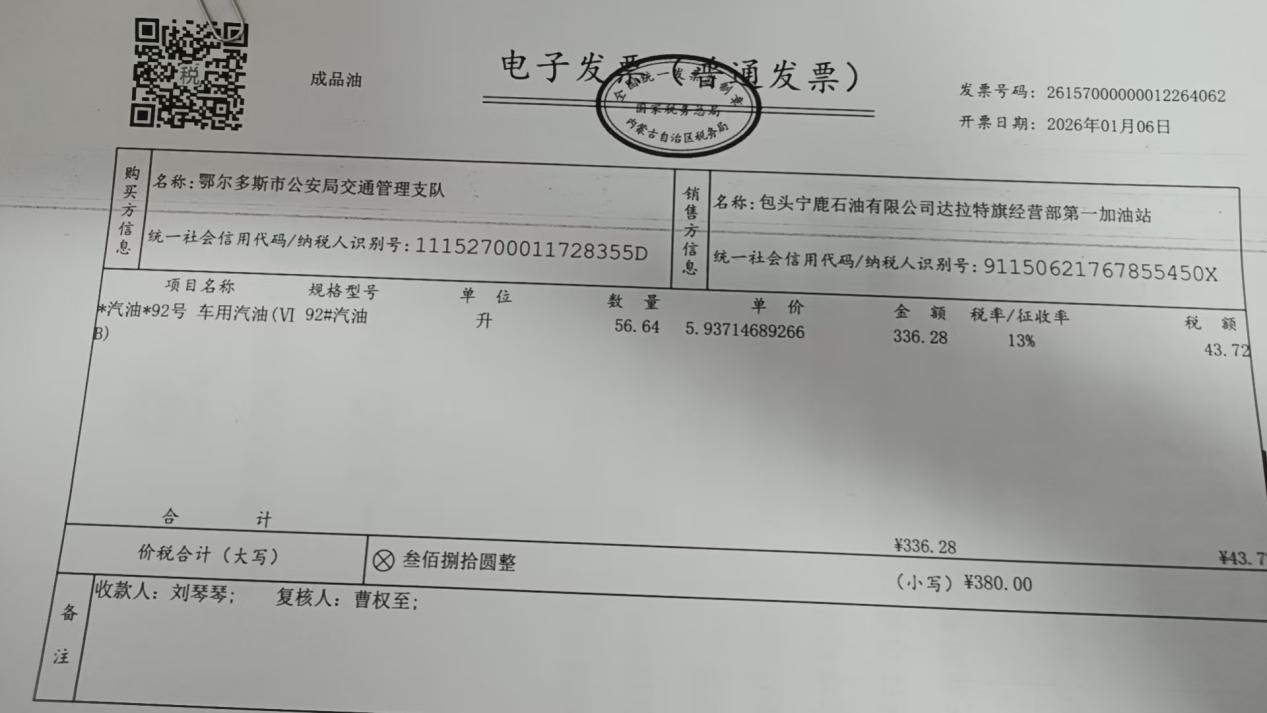 税
成品油
电子发票（普通发票）
全国统一发票监制章
国家税务总局
内蒙古自治区税务局
发票号码：26157000000012264062
开票日期：2026年01月06日
购买方信息
名称：鄂尔多斯市公安局交通管理支队
统一社会信用代码/纳税人识别号：11152700011728355D
销售方信息
名称：包头宁鹿石油有限公司达拉特旗经营部第一加油站
统一社会信用代码/纳税人识别号：91150621767855450X
项目名称 规格型号 单位 数量 单价 金额 税率/征收率 税额
*汽油*92号 车用汽油(VI 92#汽油 升 56.64 5.93714689266 336.28 13% 43.72
B)
合计 ¥336.28 ¥43.7
价税合计（大写） ⊗ 叁佰捌拾圆整 （小写）¥380.00
备注
收款人：刘琴琴； 复核人：曹权至；